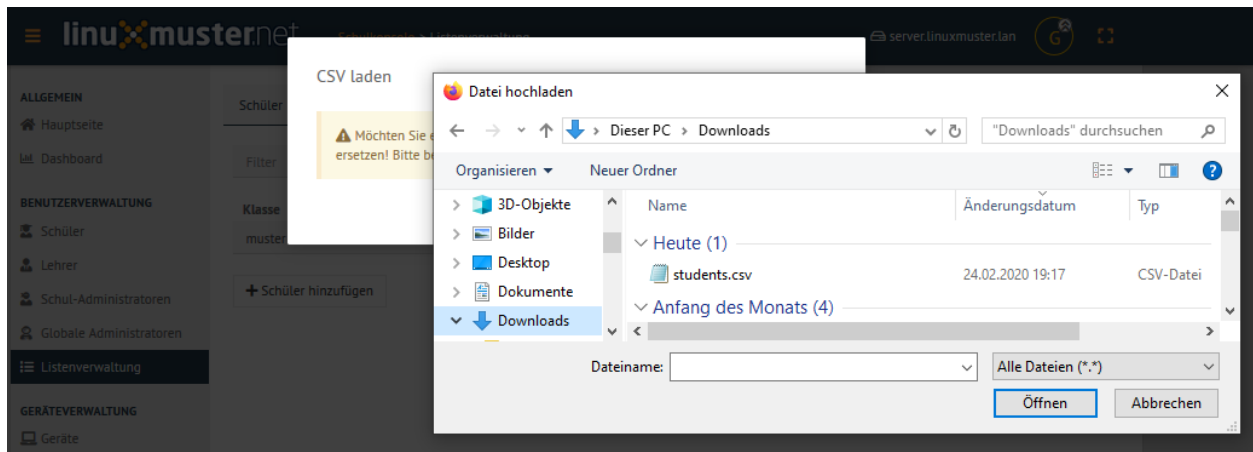 linuxmuster.net
Schulkonsole > Listenverwaltung
server.linuxmuster.lan
G
ALLGEMEIN
Hauptseite
Dashboard
BENUTZERVERWALTUNG
Schüler
Lehrer
Schul-Administratoren
Globale Administratoren
Listenverwaltung
GERÄTEVERWALTUNG
Geräte
Schüler
Filter
Klasse
muster
+ Schüler hinzufügen
CSV laden
Möchten Sie
ersetzen! Bitte
Datei hochladen
Dieser PC > Downloads
"Downloads" durchsuchen
Organisieren
Neuer Ordner
3D-Objekte
Bilder
Desktop
Dokumente
Downloads
Name
Änderungsdatum
Typ
Heute (1)
students.csv
24.02.2020 19:17
CSV-Datei
Anfang des Monats (4)
Dateiname:
Alle Dateien (*.*)
Öffnen
Abbrechen